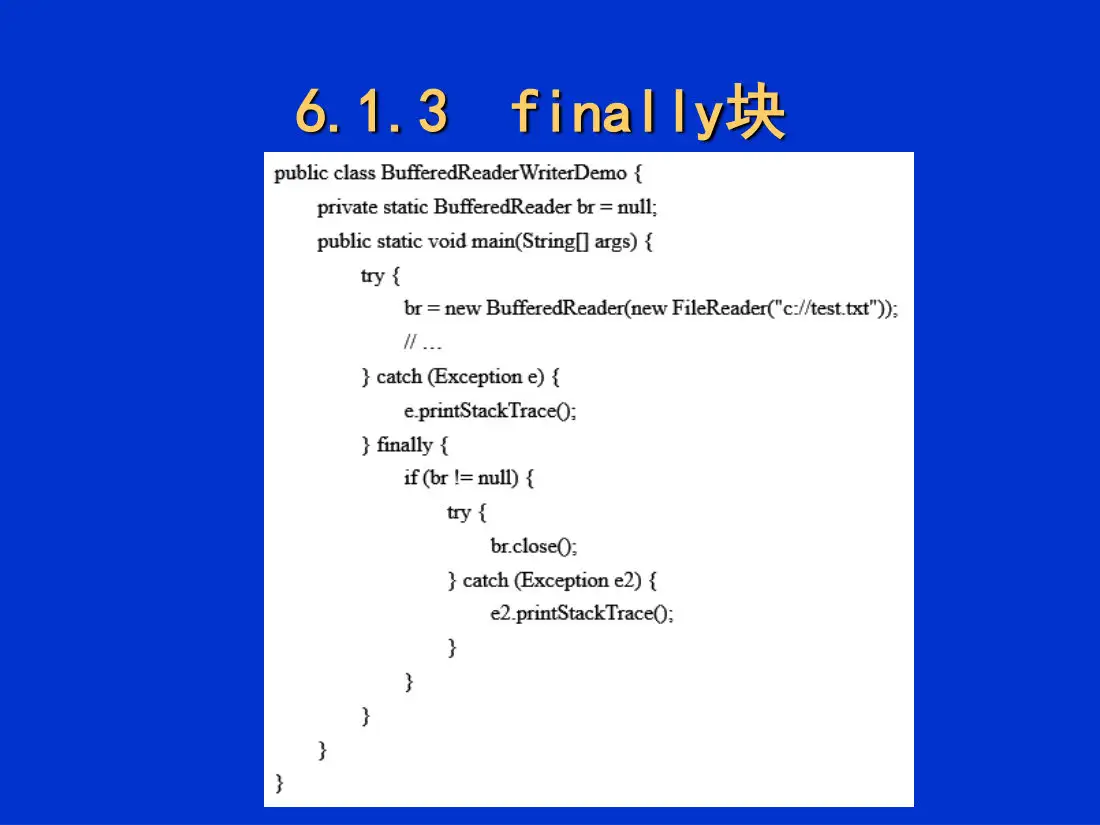 6.1.3 finally块
public class BufferedReaderWriterDemo {
private static BufferedReader br = null;
public static void main(String[] args) {
try {
br = new BufferedReader(new FileReader("c://test.txt"));
// …
} catch (Exception e) {
e.printStackTrace();
} finally {
if (br != null) {
try {
br.close();
} catch (Exception e2) {
e2.printStackTrace();
}
}
}
}
}